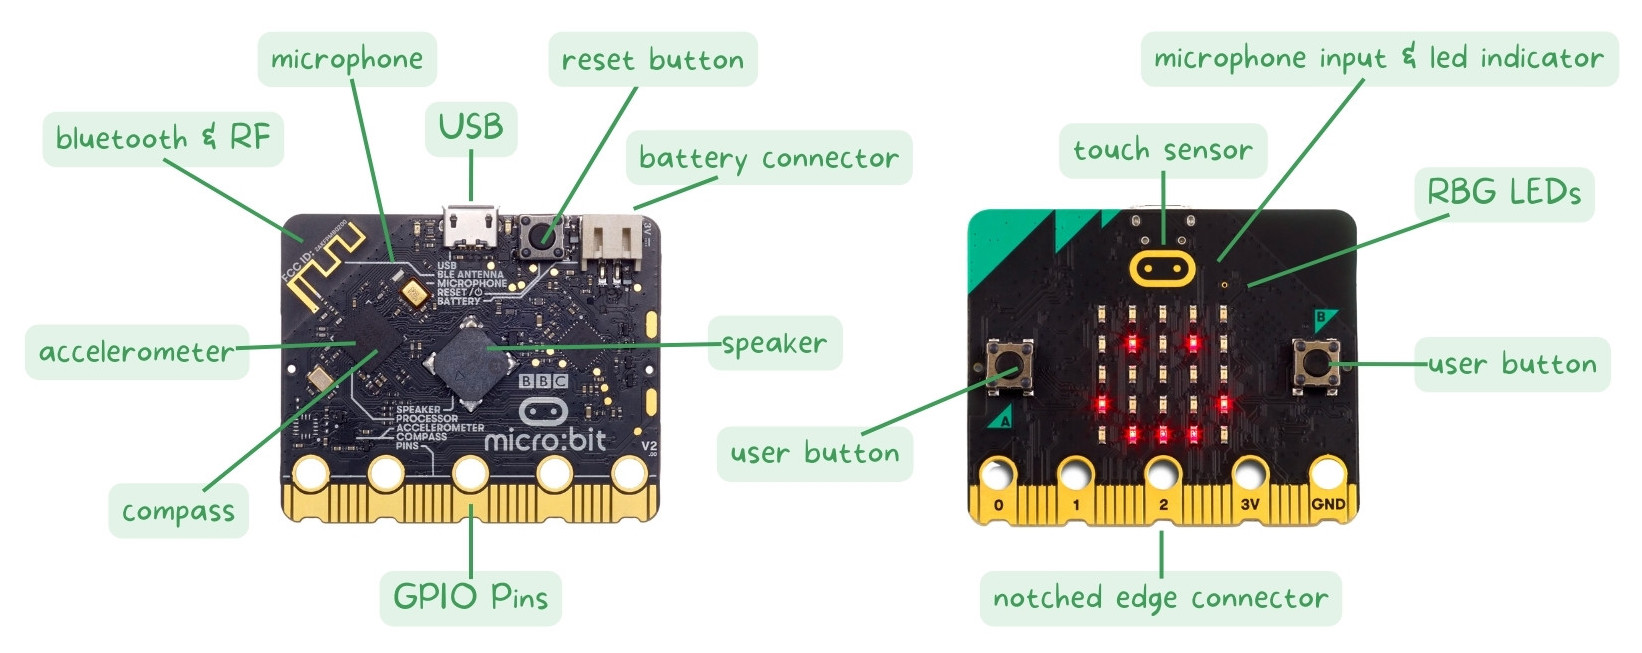 microphone
reset button
microphone input & led indicator
bluetooth & RF
USB
battery connector
touch sensor
RBG LEDs
3V
USB
BLE ANTENNA
MICROPHONE
RESET /
BATTERY
accelerometer
speaker
B
user button
BBC
SPEAKER
PROCESSOR
ACCELEROMETER
COMPASS
PINS
micro:bit
V2
.00
A
user button
compass
0
1
2
3V
GND
GPIO Pins
notched edge connector